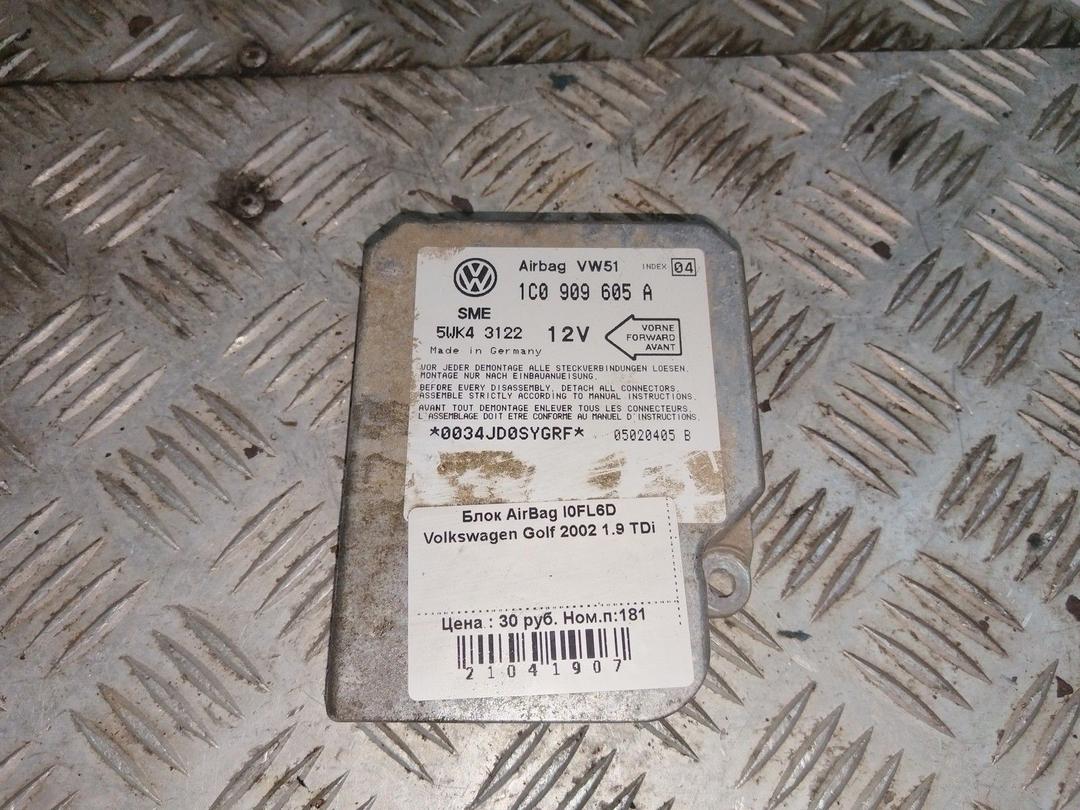 Airbag VW51 INDEX 04
1C0 909 605 A
SME
5WK4 3122 12V
VORNE
FORWARD
AVANT
Made in Germany
VOR JEDER DEMONTAGE ALLE STECKVERBINDUNGEN LOESEN.
MONTAGE NUR NACH EINBAUANWEISUNG.
BEFORE EVERY DISASSEMBLY, DETACH ALL CONNECTORS.
ASSEMBLE STRICTLY ACCORDING TO MANUAL INSTRUCTIONS.
AVANT TOUT DEMONTAGE ENLEVER TOUS LES CONNECTEURS.
L'ASSEMBLAGE DOIT ETRE CONFORME AU MANUEL D'INSTRUCTIONS.
*0034JD0SYGRF* 05020405 B
Блок AirBag I0FL6D
Volkswagen Golf 2002 1.9 TDi
Цена : 30 руб. Ном.п:181
21041907